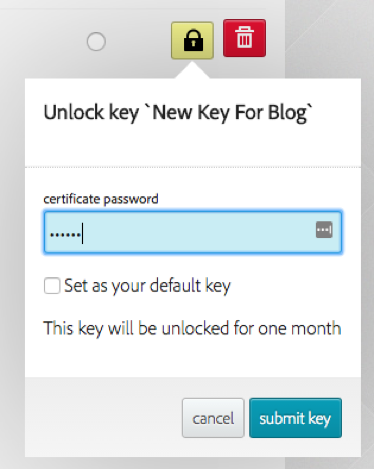 Unlock key `New Key For Blog`
certificate password
••••••
Set as your default key
This key will be unlocked for one month
cancel
submit key